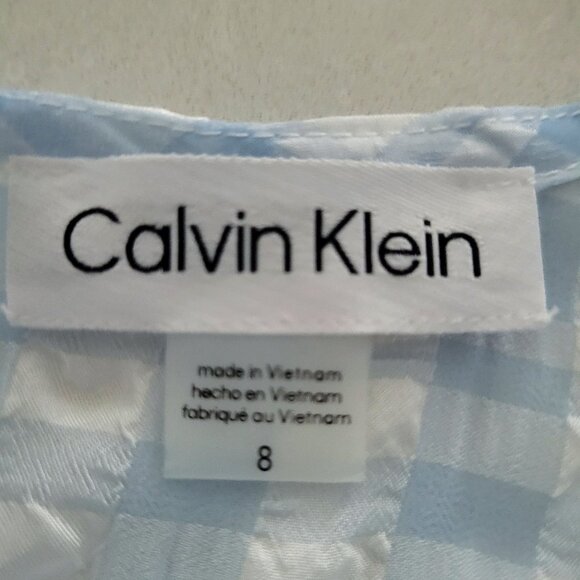 Calvin Klein
made in Vietnam
hecho en Vietnam
fabriqué au Vietnam
8